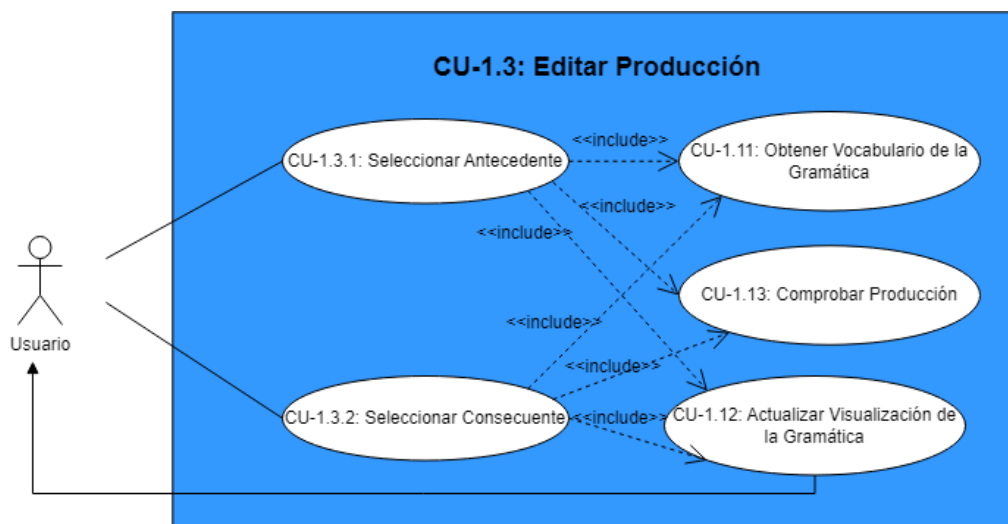 CU-1.3: Editar Producción
CU-1.3.1: Seleccionar Antecedente
<<include>>
CU-1.11: Obtener Vocabulario de la
Gramática
<<include>>
<<include>>
CU-1.13: Comprobar Producción
<<include>>
Usuario
<<include>>
CU-1.3.2: Seleccionar Consecuente
<<include>>
CU-1.12: Actualizar Visualización de
la Gramática